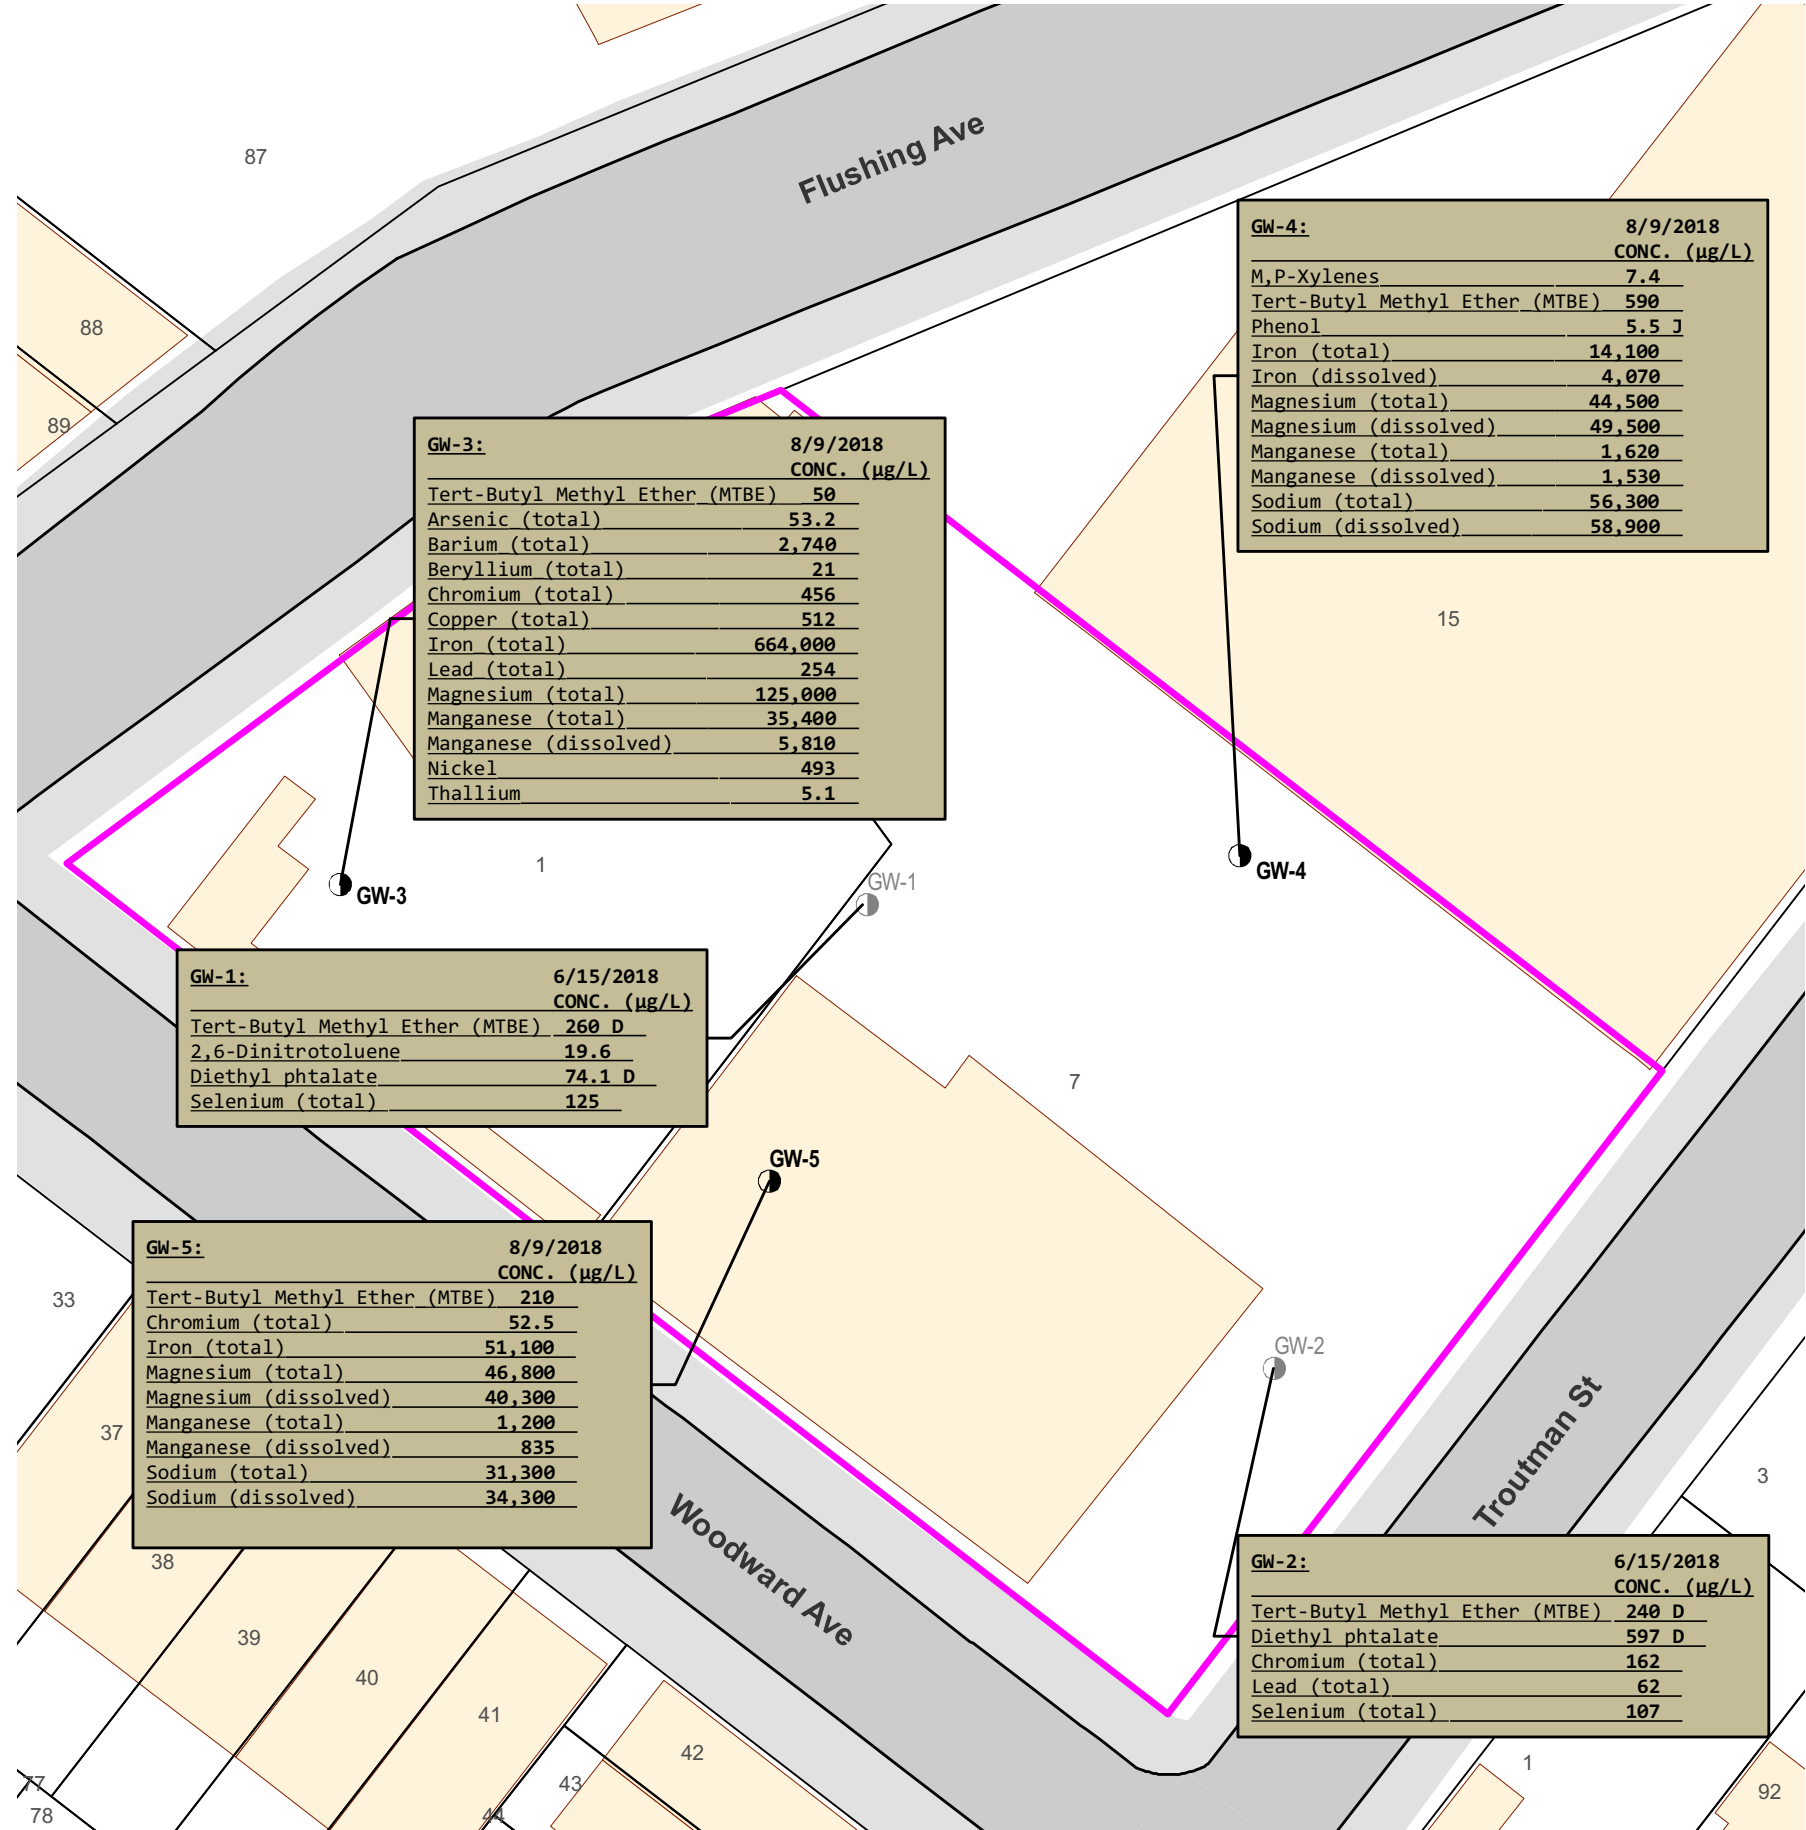 Flushing Ave
87
88
89
GW-4: 8/9/2018
CONC. (µg/L)
M,P-Xylenes 7.4
Tert-Butyl Methyl Ether (MTBE) 590
Phenol 5.5 J
Iron (total) 14,100
Iron (dissolved) 4,070
Magnesium (total) 44,500
Magnesium (dissolved) 49,500
Manganese (total) 1,620
Manganese (dissolved) 1,530
Sodium (total) 56,300
Sodium (dissolved) 58,900
GW-3: 8/9/2018
CONC. (µg/L)
Tert-Butyl Methyl Ether (MTBE) 50
Arsenic (total) 53.2
Barium (total) 2,740
Beryllium (total) 21
Chromium (total) 456
Copper (total) 512
Iron (total) 664,000
Lead (total) 254
Magnesium (total) 125,000
Manganese (total) 35,400
Manganese (dissolved) 5,810
Nickel 493
Thallium 5.1
15
1
GW-3
GW-1
GW-4
GW-1: 6/15/2018
CONC. (µg/L)
Tert-Butyl Methyl Ether (MTBE) 260 D
2,6-Dinitrotoluene 19.6
Diethyl phtalate 74.1 D
Selenium (total) 125
7
GW-5
GW-5: 8/9/2018
CONC. (µg/L)
Tert-Butyl Methyl Ether (MTBE) 210
Chromium (total) 52.5
Iron (total) 51,100
Magnesium (total) 46,800
Magnesium (dissolved) 40,300
Manganese (total) 1,200
Manganese (dissolved) 835
Sodium (total) 31,300
Sodium (dissolved) 34,300
33
GW-2
37
Troutman St
3
Woodward Ave
GW-2: 6/15/2018
CONC. (µg/L)
Tert-Butyl Methyl Ether (MTBE) 240 D
Diethyl phtalate 597 D
Chromium (total) 162
Lead (total) 62
Selenium (total) 107
38
39
40
41
42
43
44
77
78
1
92